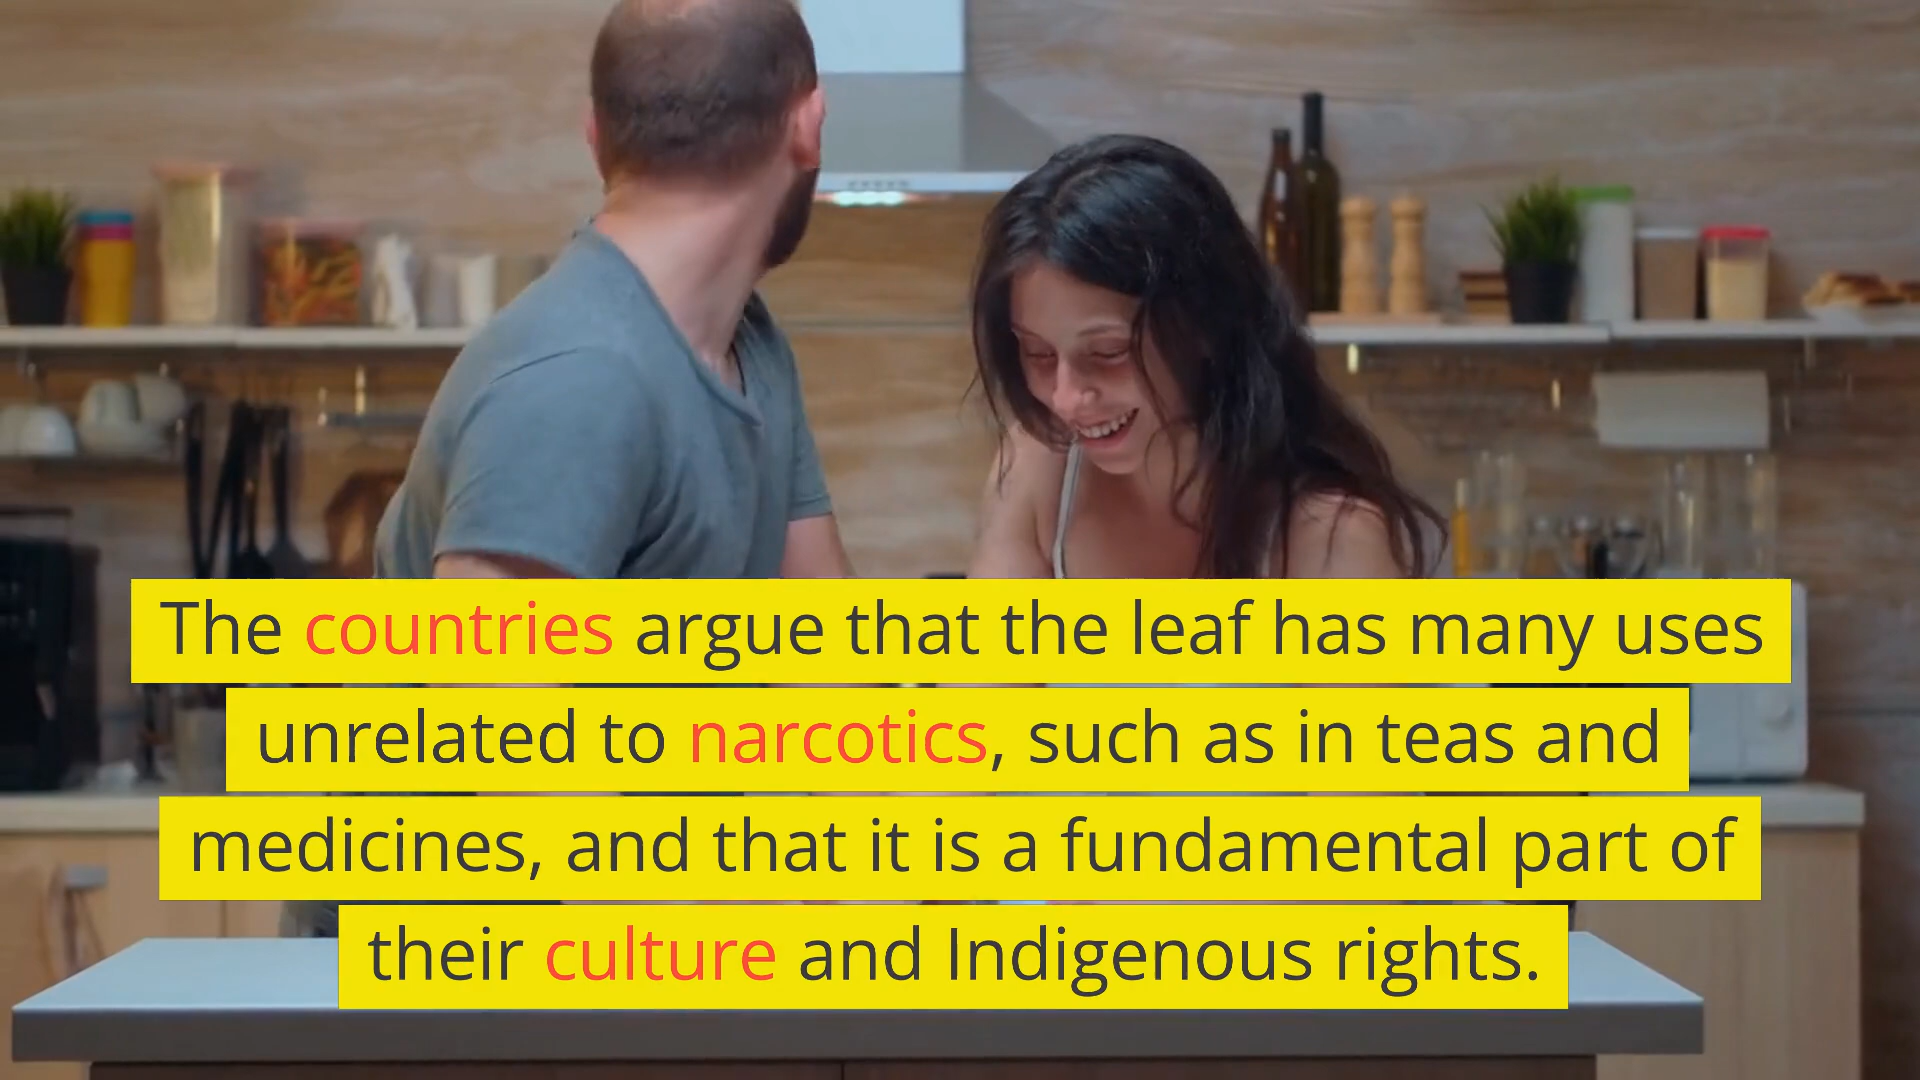 The countries argue that the leaf has many uses
unrelated to narcotics, such as in teas and
medicines, and that it is a fundamental part of
their culture and Indigenous rights.